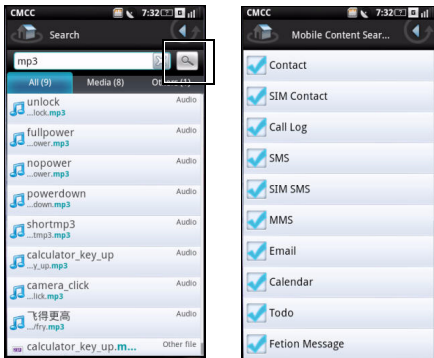 CMCC 7:32
Search
mp3
All (9) Media (8) Others (1)
unlock Audio
...lock.mp3
fullpower Audio
...ower.mp3
nopower Audio
...ower.mp3
powerdown Audio
...down.mp3
shortmp3 Audio
...tmp3.mp3
calculator_key_up Audio
...y_up.mp3
camera_click Audio
...lick.mp3
飞得更高 Audio
.../fry.mp3
calculator_key_up.m... Other file
CMCC 7:32
Mobile Content Sear...
Contact
SIM Contact
Call Log
SMS
SIM SMS
MMS
Email
Calendar
Todo
Fetion Message